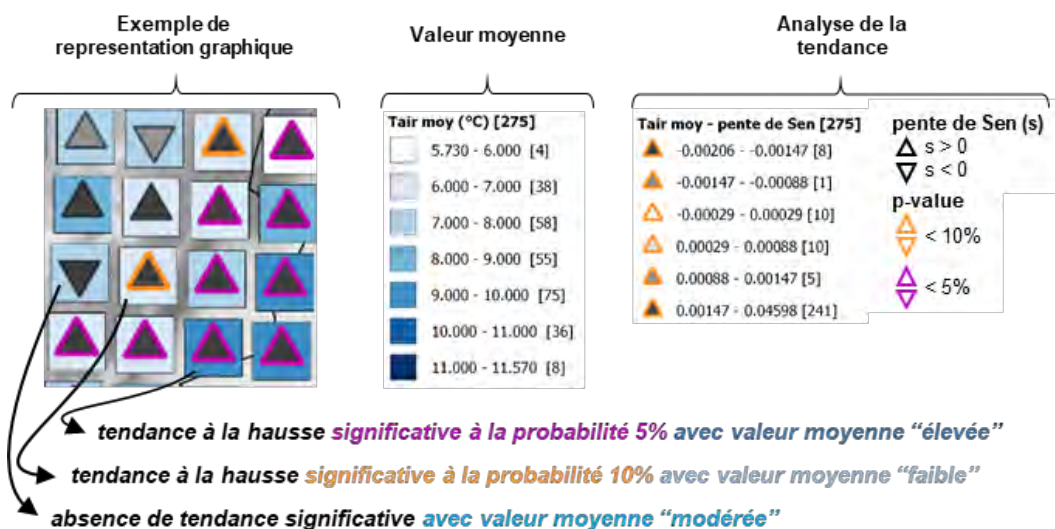 Exemple de
representation graphique
Valeur moyenne
Analyse de la
tendance
Tair moy (°C) [275]
5.730 - 6.000 [4]
6.000 - 7.000 [38]
7.000 - 8.000 [58]
8.000 - 9.000 [55]
9.000 - 10.000 [75]
10.000 - 11.000 [36]
11.000 - 11.570 [8]
Tair moy - pente de Sen [275]
-0.00206 - -0.00147 [8]
-0.00147 - -0.00088 [1]
-0.00029 - 0.00029 [10]
0.00029 - 0.00088 [10]
0.00088 - 0.00147 [5]
0.00147 - 0.04598 [241]
pente de Sen (s)
s > 0
s < 0
p-value
< 10%
< 5%
tendance à la hausse significative à la probabilité 5% avec valeur moyenne “élevée”
tendance à la hausse significative à la probabilité 10% avec valeur moyenne “faible”
absence de tendance significative avec valeur moyenne “modérée”